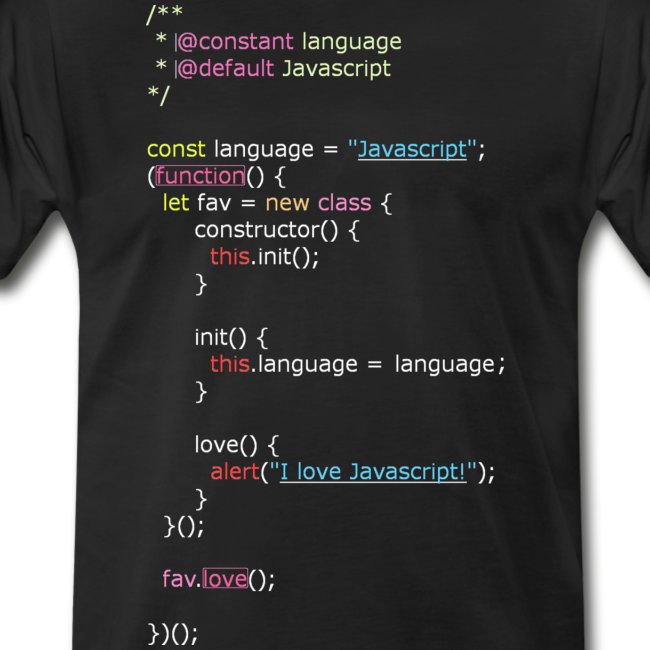 /**
 * |@constant language
 * |@default Javascript
*/

const language = "Javascript";
(function() {
  let fav = new class {
      constructor() {
        this.init();
      }

      init() {
        this.language = language;
      }

      love() {
        alert("I love Javascript!");
      }
  }();

  fav.love();

})();